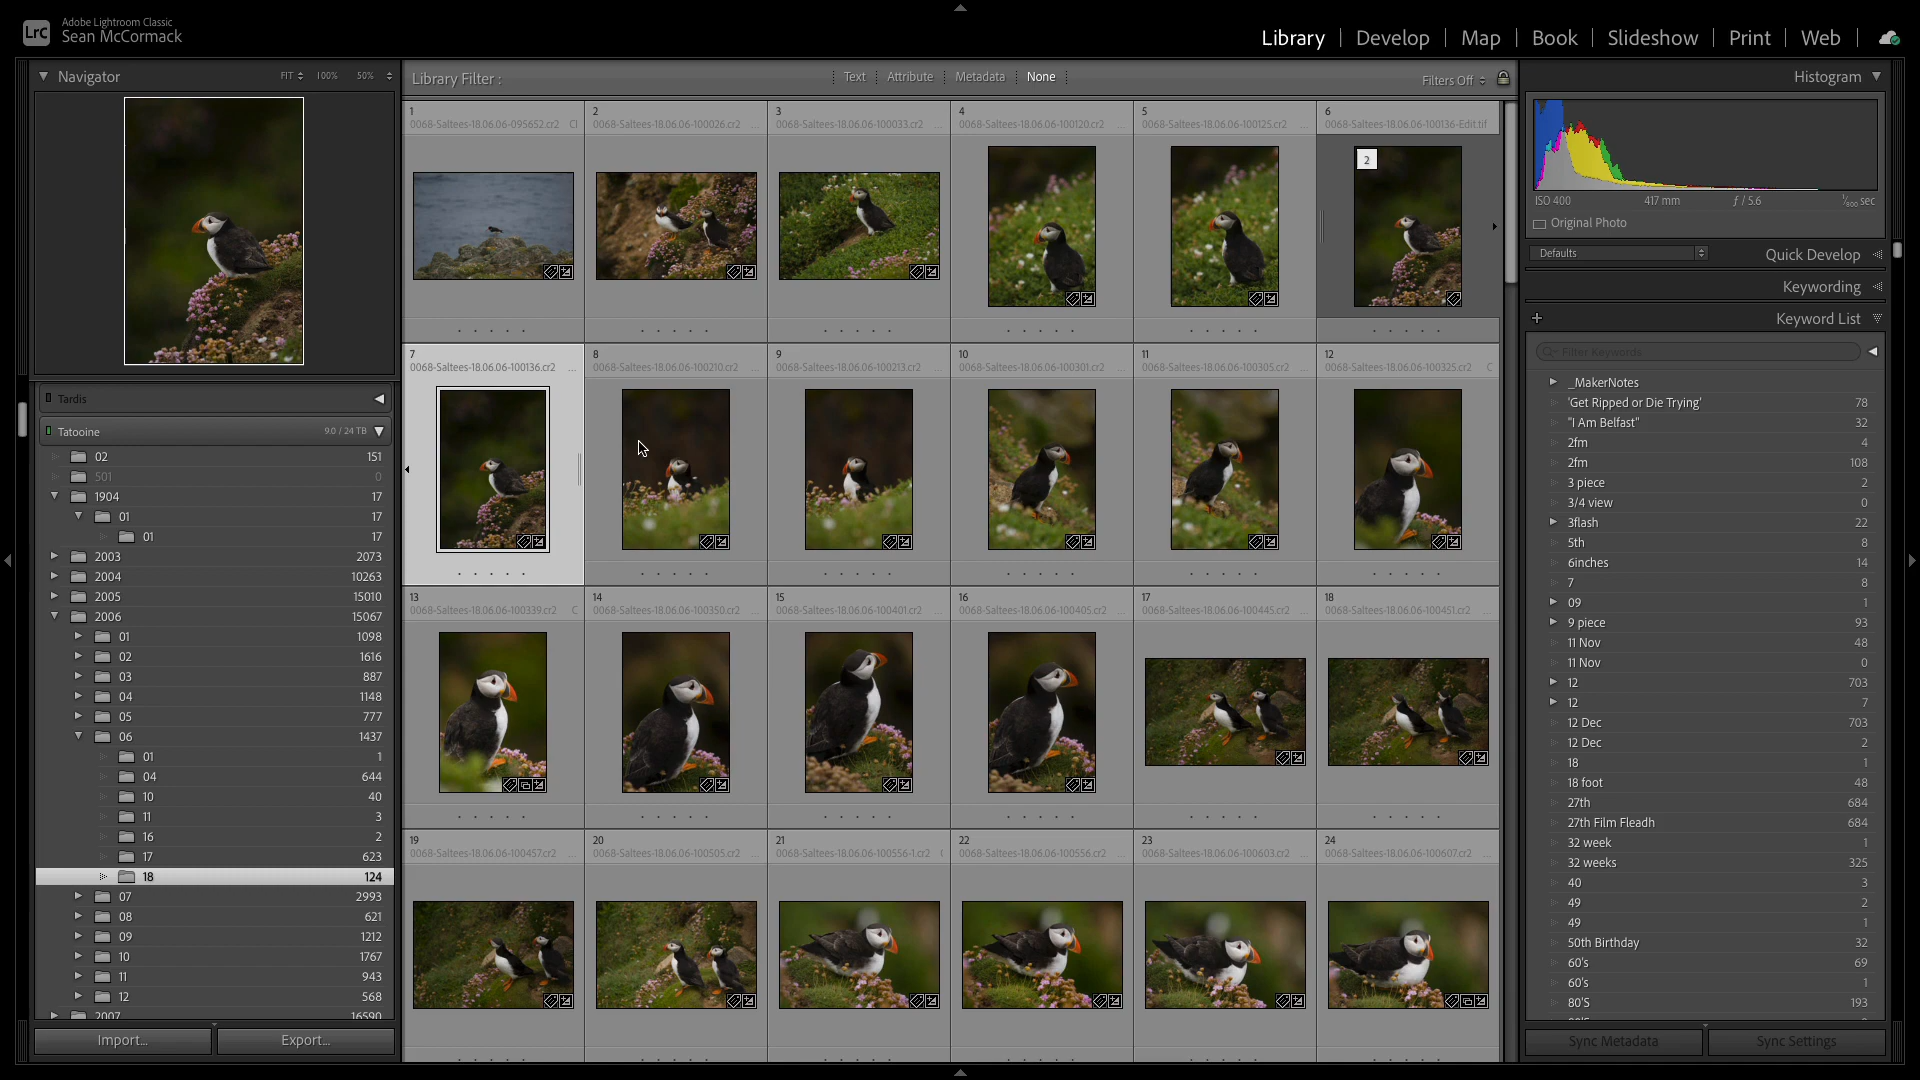 Adobe Lightroom Classic
LrC
Sean McCormack
Library | Develop | Map | Book | Slideshow | Print | Web |
Navigator
FIT
100%
50%
Library Filter :
Text
Attribute
Metadata
None
Filters Off
Histogram
ISO 400
417 mm
ƒ / 5.6
1/800 sec
Original Photo
Defaults
Quick Develop
Keywording
Keyword List
Filter Keywords
Tardis
Tatooine
9.0 / 24 TB
02 151
501 0
1904 17
01 17
01 17
2003 2073
2004 10263
2005 15010
2006 15067
01 1098
02 1616
03 887
04 1148
05 777
06 1437
01 1
04 644
10 40
11 3
16 2
17 623
18 124
07 2993
08 621
09 1212
10 1767
11 943
12 568
2007 16590
Import...
Export...
1
0068-Saltees-18.06.06-095652.cr2 Cl
2
0068-Saltees-18.06.06-100026.cr2 ...
3
0068-Saltees-18.06.06-100033.cr2 ...
4
0068-Saltees-18.06.06-100120.cr2 ...
5
0068-Saltees-18.06.06-100125.cr2 ...
6
0068-Saltees-18.06.06-100136-Edit.tif
2
7
0068-Saltees-18.06.06-100136.cr2 ...
8
0068-Saltees-18.06.06-100210.cr2 ...
9
0068-Saltees-18.06.06-100213.cr2 ...
10
0068-Saltees-18.06.06-100301.cr2 ...
11
0068-Saltees-18.06.06-100305.cr2 ...
12
0068-Saltees-18.06.06-100325.cr2 C
13
0068-Saltees-18.06.06-100339.cr2 C
14
0068-Saltees-18.06.06-100350.cr2 ...
15
0068-Saltees-18.06.06-100401.cr2 ...
16
0068-Saltees-18.06.06-100405.cr2 ...
17
0068-Saltees-18.06.06-100445.cr2 ...
18
0068-Saltees-18.06.06-100451.cr2 ...
19
0068-Saltees-18.06.06-100457.cr2 ...
20
0068-Saltees-18.06.06-100505.cr2 ...
21
0068-Saltees-18.06.06-100556-1.cr2
22
0068-Saltees-18.06.06-100556.cr2 ...
23
0068-Saltees-18.06.06-100603.cr2 ...
24
0068-Saltees-18.06.06-100607.cr2 ...
_MakerNotes
'Get Ripped or Die Trying' 78
"I Am Belfast" 32
2fm 4
2fm 108
3 piece 2
3/4 view 0
3flash 22
5th 8
6inches 14
7 8
09 1
9 piece 93
11 Nov 48
11 Nov 0
12 703
12 7
12 Dec 703
12 Dec 2
18 1
18 foot 48
27th 684
27th Film Fleadh 684
32 week 1
32 weeks 325
40 3
49 2
49 1
50th Birthday 32
60's 69
60's 1
80'S 193
Sync Metadata
Sync Settings